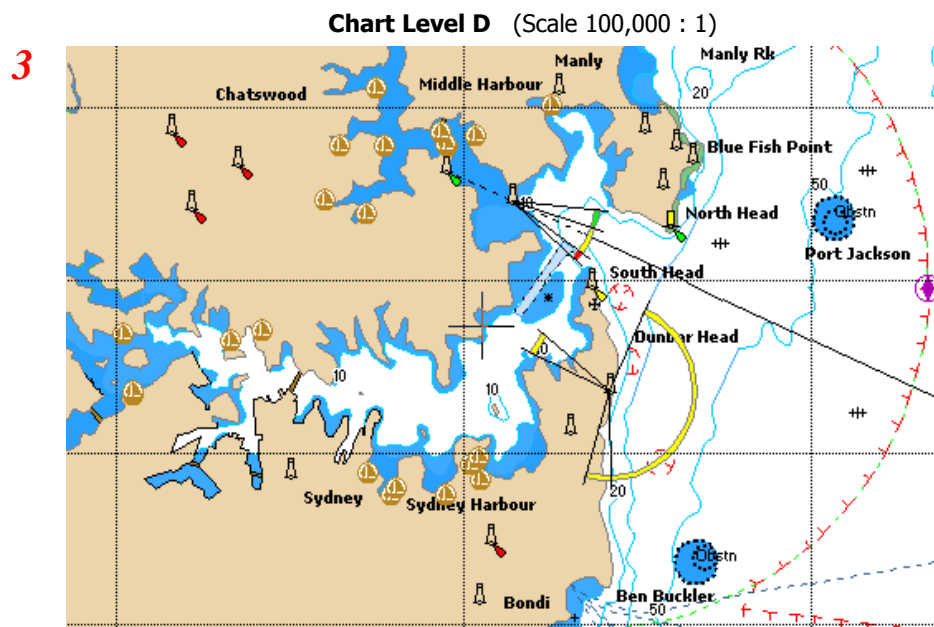 Chart Level D (Scale 100,000 : 1)
3
Manly Rk
Manly
Middle Harbour
Chatswood
20
Blue Fish Point
50
10
North Head
Obstn
Port Jackson
South Head
Dunbar Head
10
10
10
20
Sydney
Sydney Harbour
Obstn
Bondi
Ben Buckler
50